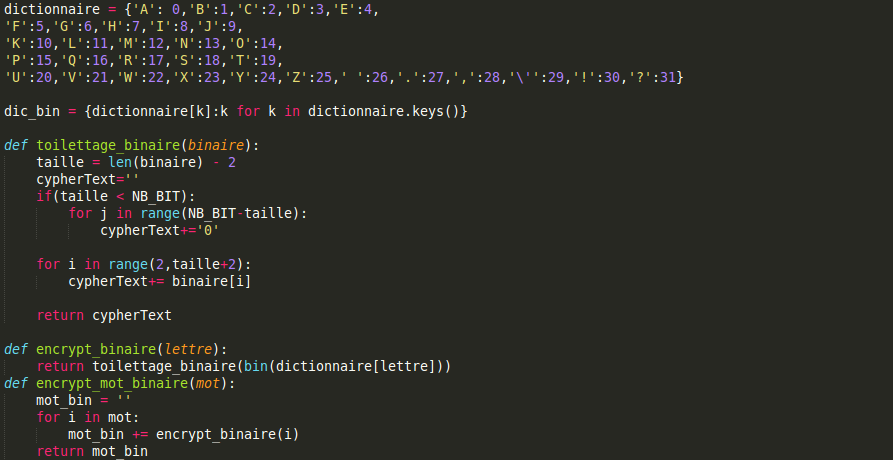 dictionnaire = {'A': 0,'B':1,'C':2,'D':3,'E':4,
'F':5,'G':6,'H':7,'I':8,'J':9,
'K':10,'L':11,'M':12,'N':13,'O':14,
'P':15,'Q':16,'R':17,'S':18,'T':19,
'U':20,'V':21,'W':22,'X':23,'Y':24,'Z':25,' ':26,'.':27,',':28,'\'':29,'!':30,'?':31}

dic_bin = {dictionnaire[k]:k for k in dictionnaire.keys()}

def toilettage_binaire(binaire):
    taille = len(binaire) - 2
    cypherText=''
    if(taille < NB_BIT):
        for j in range(NB_BIT-taille):
            cypherText+='0'

    for i in range(2,taille+2):
        cypherText+= binaire[i]

    return cypherText

def encrypt_binaire(lettre):
    return toilettage_binaire(bin(dictionnaire[lettre]))
def encrypt_mot_binaire(mot):
    mot_bin = ''
    for i in mot:
        mot_bin += encrypt_binaire(i)
    return mot_bin